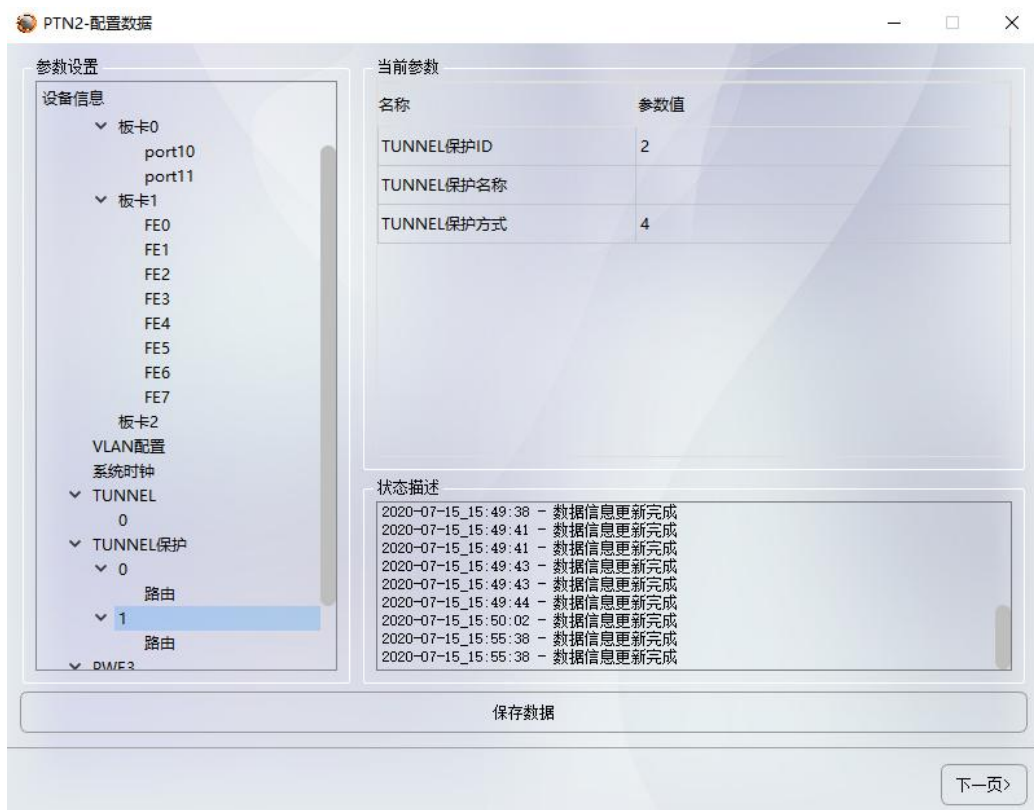 PTN2-配置数据
参数设置
设备信息
板卡0
port10
port11
板卡1
FE0
FE1
FE2
FE3
FE4
FE5
FE6
FE7
板卡2
VLAN配置
系统时钟
TUNNEL
0
TUNNEL保护
0
路由
1
路由
PWE3
当前参数
名称 参数值
TUNNEL保护ID 2
TUNNEL保护名称
TUNNEL保护方式 4
状态描述
2020-07-15_15:49:38 - 数据信息更新完成
2020-07-15_15:49:41 - 数据信息更新完成
2020-07-15_15:49:41 - 数据信息更新完成
2020-07-15_15:49:43 - 数据信息更新完成
2020-07-15_15:49:43 - 数据信息更新完成
2020-07-15_15:49:44 - 数据信息更新完成
2020-07-15_15:50:02 - 数据信息更新完成
2020-07-15_15:55:38 - 数据信息更新完成
2020-07-15_15:55:38 - 数据信息更新完成
保存数据
下一页>